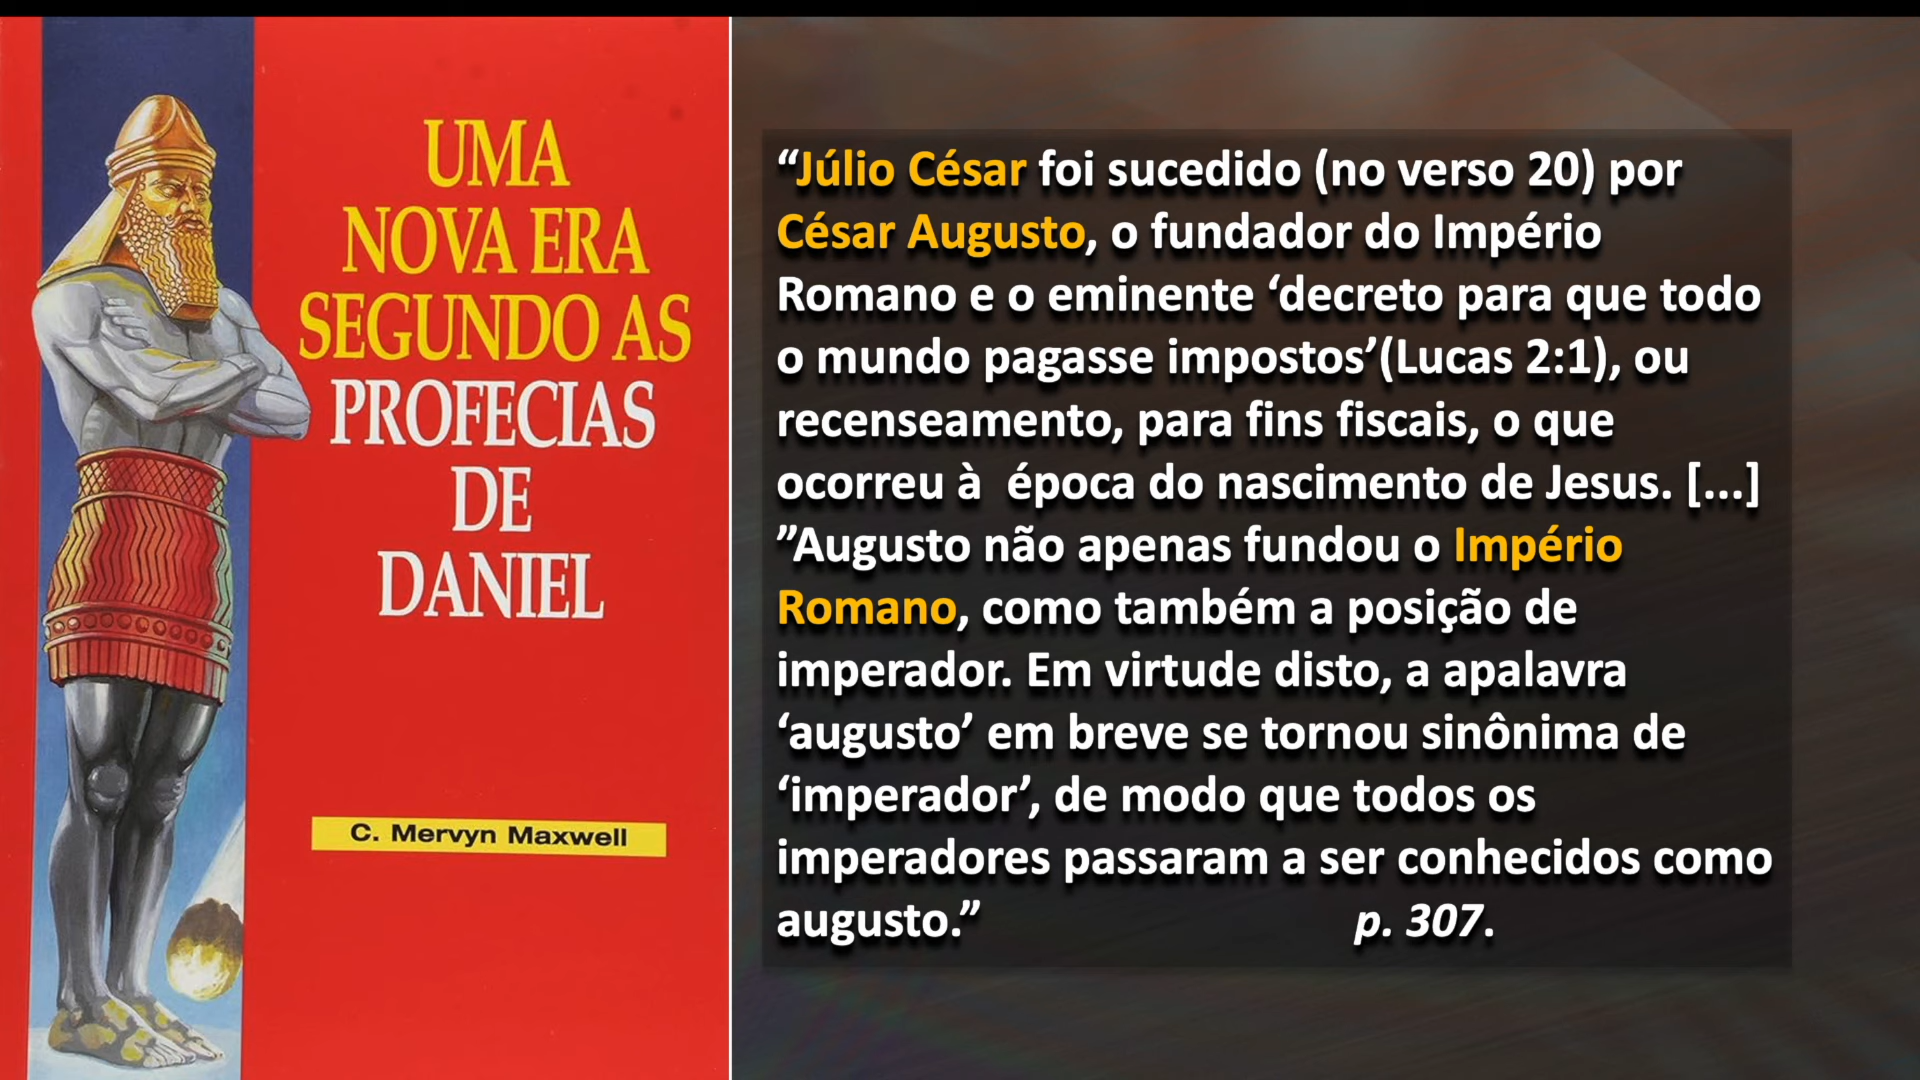 UMA
NOVA ERA
SEGUNDO AS
PROFECIAS
DE
DANIEL
C. Mervyn Maxwell
“Júlio César foi sucedido (no verso 20) por
César Augusto, o fundador do Império
Romano e o eminente ‘decreto para que todo
o mundo pagasse impostos’(Lucas 2:1), ou
recenseamento, para fins fiscais, o que
ocorreu à  época do nascimento de Jesus. [...]
”Augusto não apenas fundou o Império
Romano, como também a posição de
imperador. Em virtude disto, a apalavra
‘augusto’ em breve se tornou sinônima de
‘imperador’, de modo que todos os
imperadores passaram a ser conhecidos como
augusto.” p. 307.